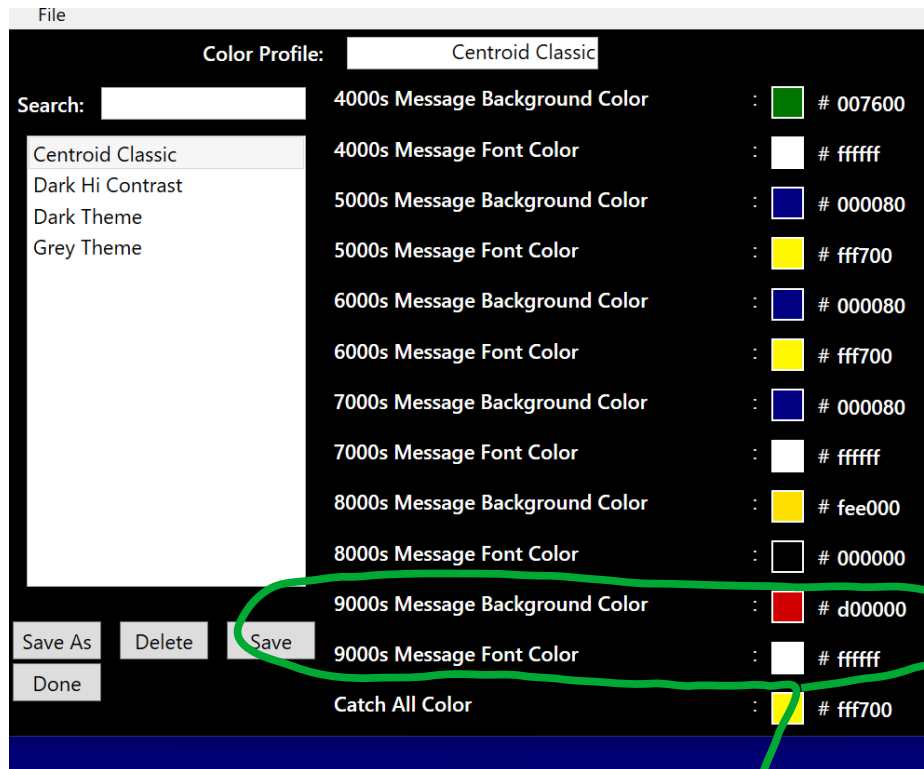 File
Color Profile: Centroid Classic
Search:
Centroid Classic
Dark Hi Contrast
Dark Theme
Grey Theme
4000s Message Background Color : # 007600
4000s Message Font Color : # ffffff
5000s Message Background Color : # 000080
5000s Message Font Color : # fff700
6000s Message Background Color : # 000080
6000s Message Font Color : # fff700
7000s Message Background Color : # 000080
7000s Message Font Color : # ffffff
8000s Message Background Color : # fee000
8000s Message Font Color : # 000000
9000s Message Background Color : # d00000
9000s Message Font Color : # ffffff
Catch All Color : # fff700
Save As Delete Save
Done